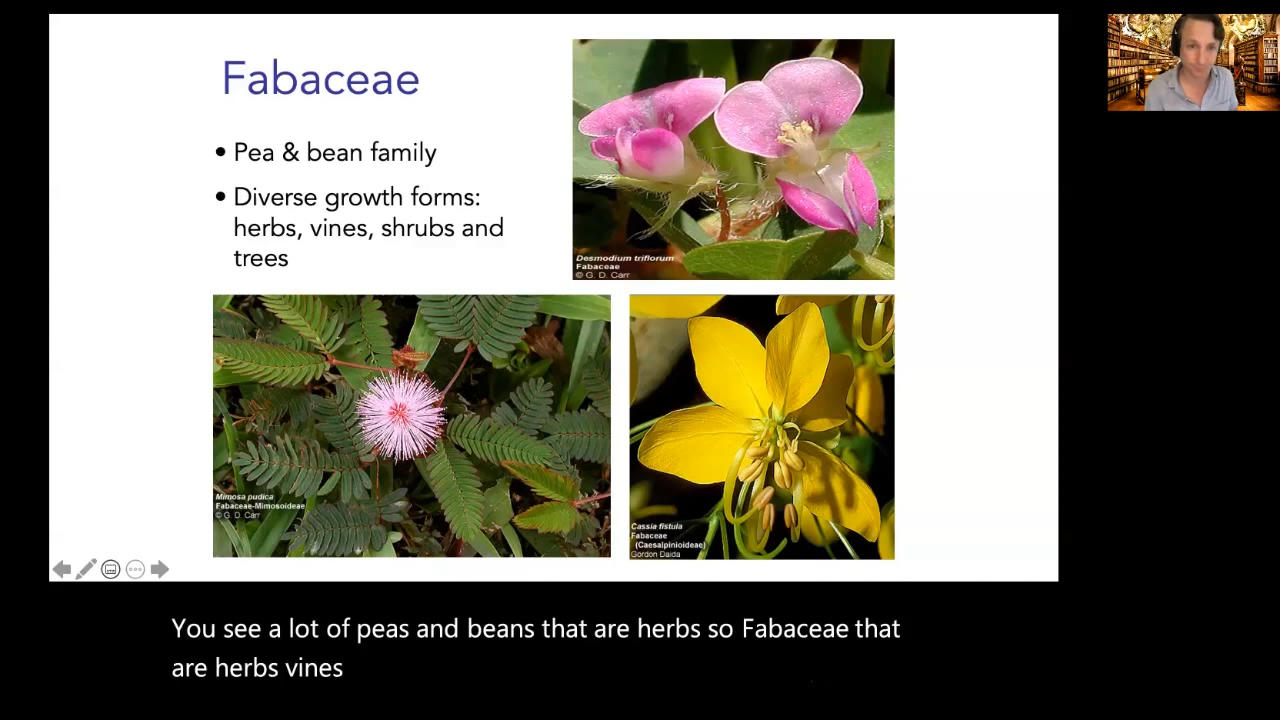 Fabaceae
• Pea & bean family
• Diverse growth forms:
herbs, vines, shrubs and
trees
Desmodium triflorum
Fabaceae
© G. D. Carr
Mimosa pudica
Fabaceae-Mimosoideae
© G. D. Carr
Cassia fistula
Fabaceae
(Caesalpinioideae)
Gordon Daida
You see a lot of peas and beans that are herbs so Fabaceae that
are herbs vines